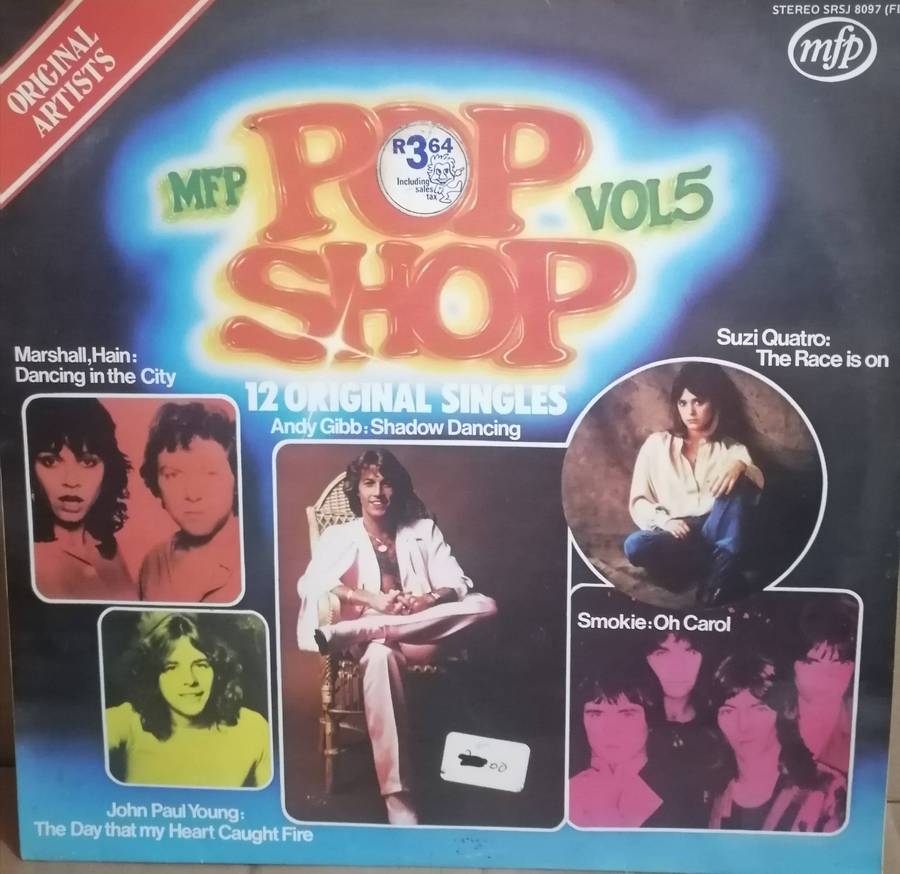 STEREO SRSJ 8097
mfp
ORIGINAL
ARTISTS
POP
R364
Including
sales
tax
MFP
VOL5
SHOP
Suzi Quatro:
The Race is on
Marshall,Hain:
Dancing in the City
12 ORIGINAL SINGLES
Andy Gibb:Shadow Dancing
Smokie:Oh Carol
00
John Paul Young:
The Day that my Heart Caught Fire